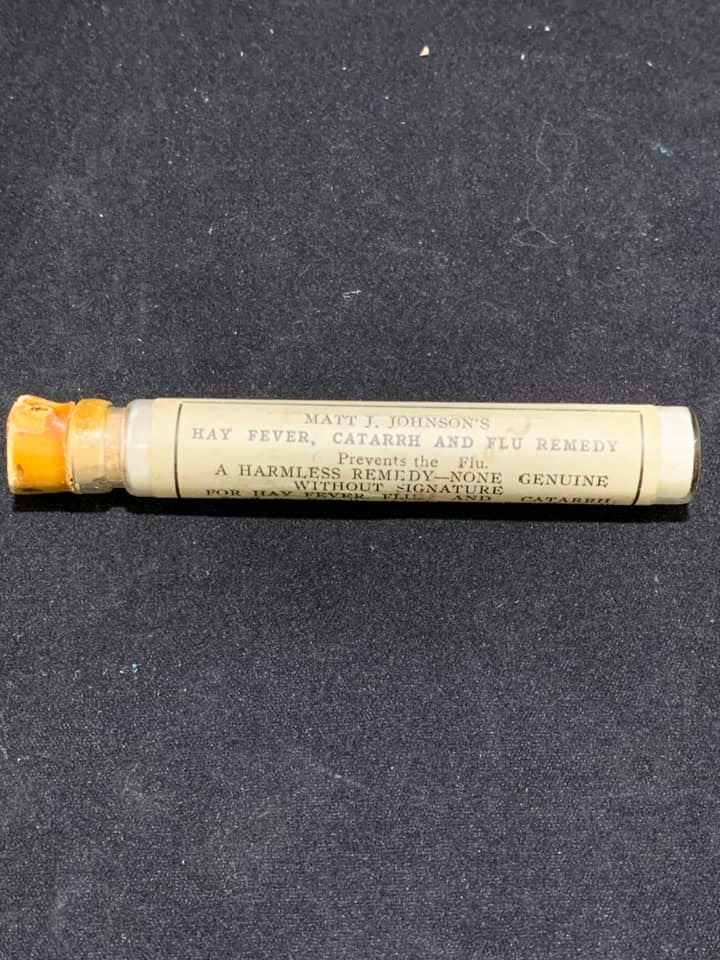 MATT J. JOHNSON'S
HAY FEVER, CATARRH AND FLU REMEDY
Prevents the Flu.
A HARMLESS REMEDY—NONE GENUINE
WITHOUT SIGNATURE
FOR HAY FEVER, FLU, AND CATARRH